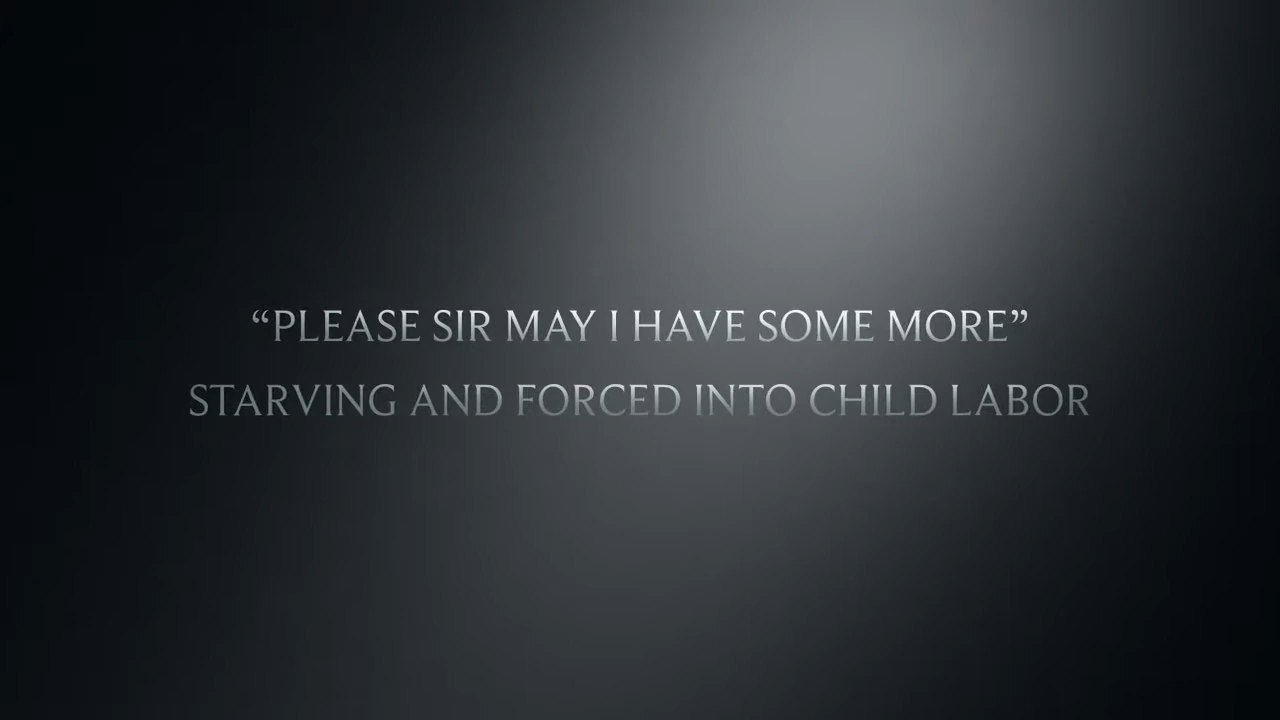 “PLEASE SIR MAY I HAVE SOME MORE”
STARVING AND FORCED INTO CHILD LABOR